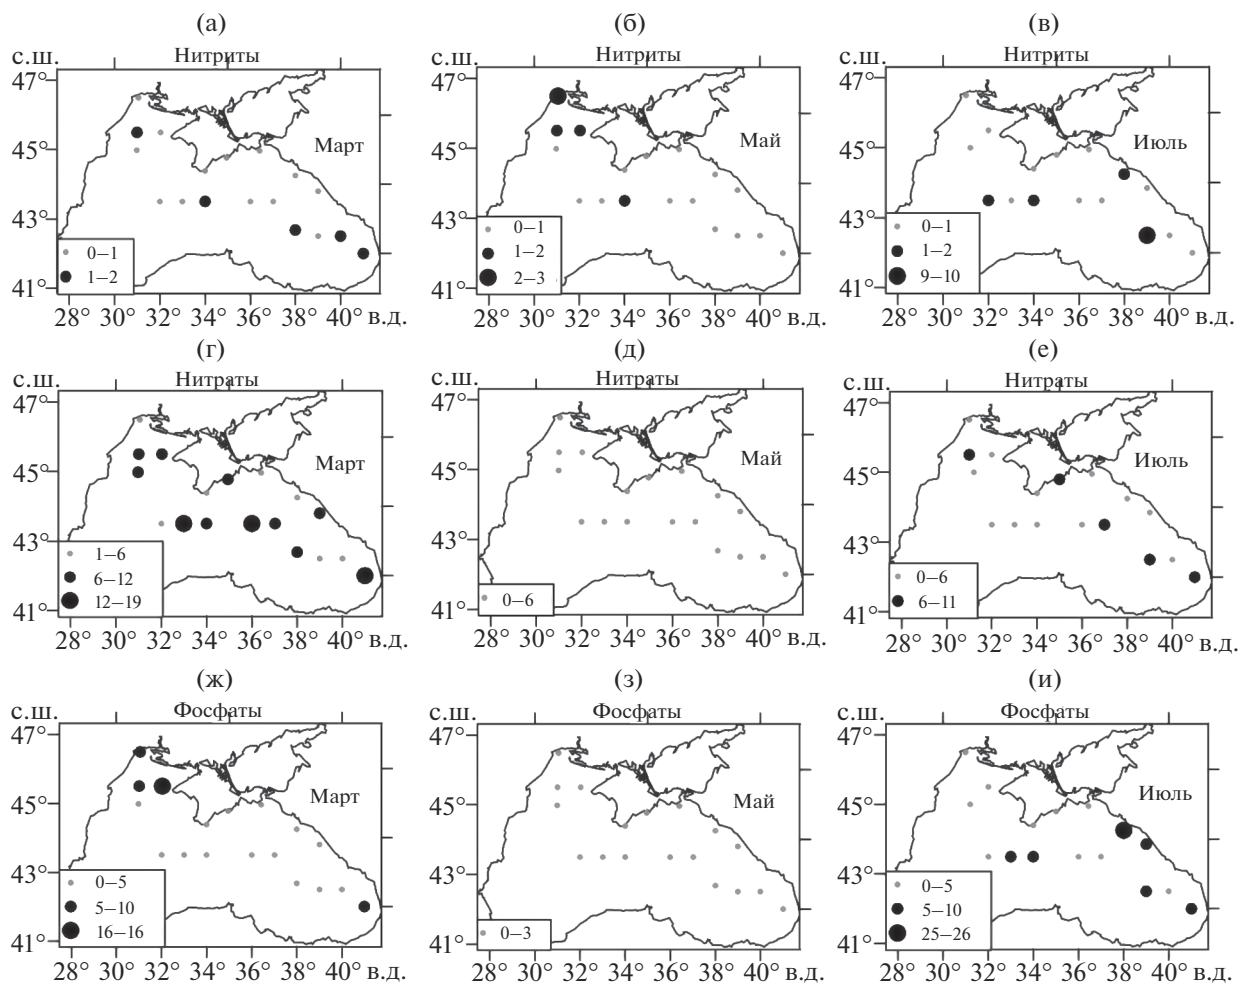 (а) (б) (в)
с.ш. Нитриты с.ш. Нитриты с.ш. Нитриты
47° 47° 47°
Март Май Июль
45° 45° 45°
43° 43° 43°
0–1 0–1 0–1
1–2 1–2 1–2
2–3 9–10
41° 41° 41°
28° 30° 32° 34° 36° 38° 40° в.д. 28° 30° 32° 34° 36° 38° 40° в.д. 28° 30° 32° 34° 36° 38° 40° в.д.
(г) (д) (е)
с.ш. Нитраты с.ш. Нитраты с.ш. Нитраты
47° 47° 47°
Март Май Июль
45° 45° 45°
43° 43° 43°
1–6 0–6 0–6
6–12 6–11
12–19
41° 41° 41°
28° 30° 32° 34° 36° 38° 40° в.д. 28° 30° 32° 34° 36° 38° 40° в.д. 28° 30° 32° 34° 36° 38° 40° в.д.
(ж) (з) (и)
с.ш. Фосфаты с.ш. Фосфаты с.ш. Фосфаты
47° 47° 47°
Март Май Июль
45° 45° 45°
43° 43° 43°
0–5 0–3 0–5
5–10 5–10
16–16 25–26
41° 41° 41°
28° 30° 32° 34° 36° 38° 40° в.д. 28° 30° 32° 34° 36° 38° 40° в.д. 28° 30° 32° 34° 36° 38° 40° в.д.